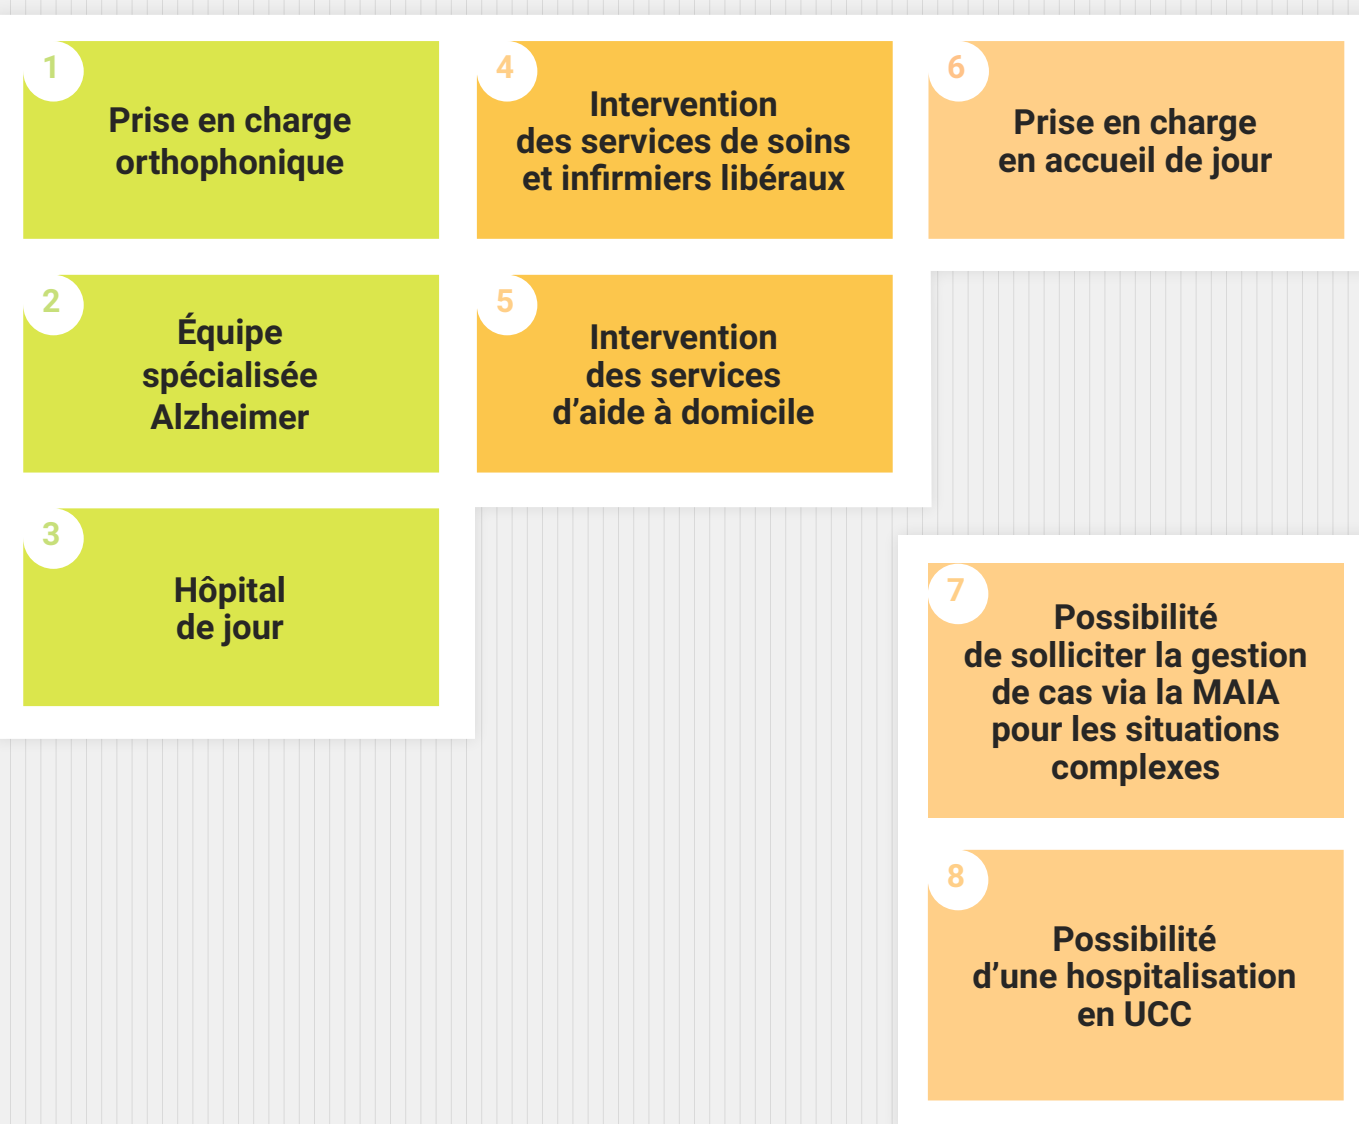 1
Prise en charge
orthophonique
2
Équipe
spécialisée
Alzheimer
3
Hôpital
de jour
4
Intervention
des services de soins
et infirmiers libéraux
5
Intervention
des services
d’aide à domicile
6
Prise en charge
en accueil de jour
7
Possibilité
de solliciter la gestion
de cas via la MAIA
pour les situations
complexes
8
Possibilité
d’une hospitalisation
en UCC